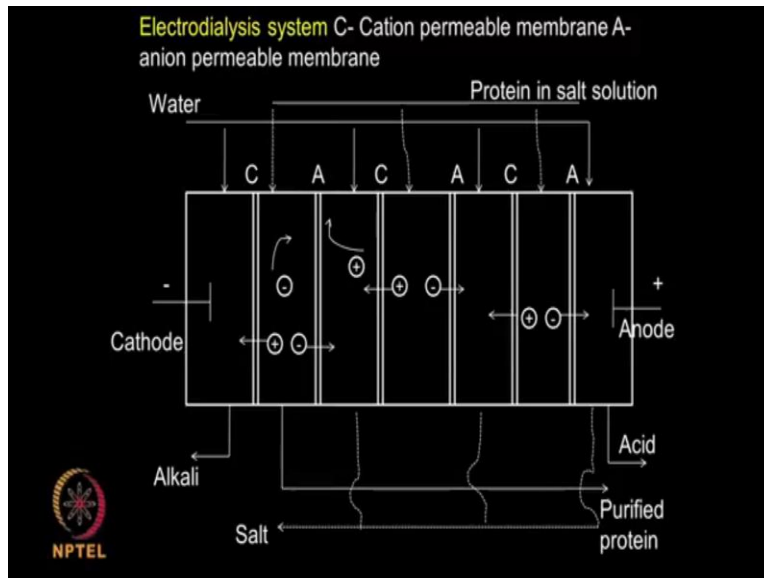 Electrodialysis system C- Cation permeable membrane A-
anion permeable membrane
Protein in salt solution
Water
C A C A C A
-
+
Cathode
Anode
Alkali
Acid
Salt
Purified
protein
NPTEL